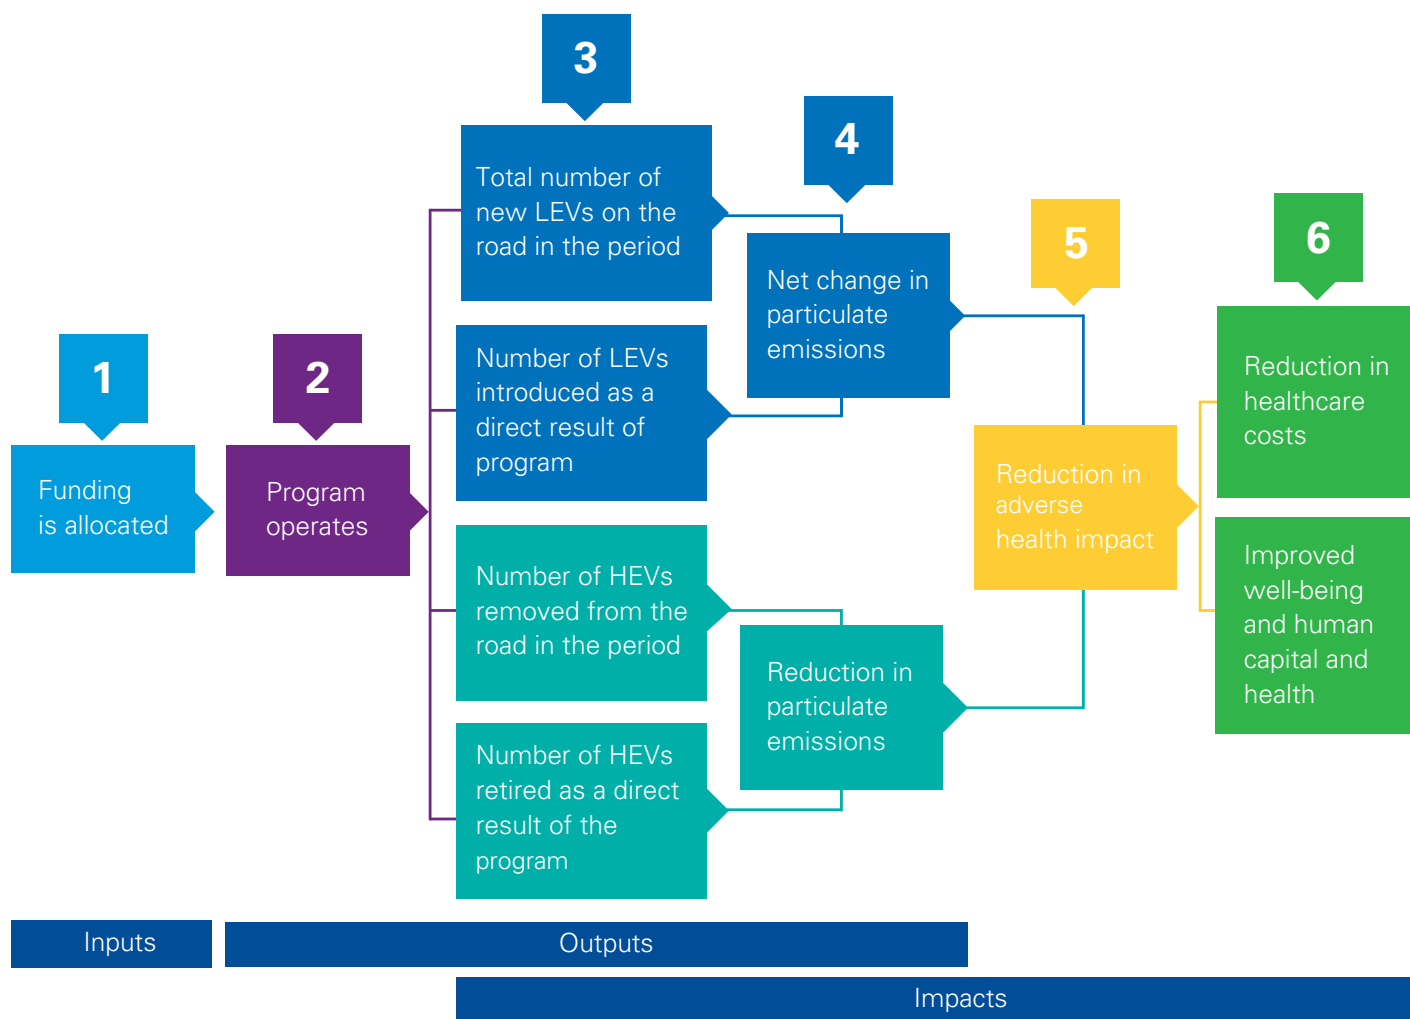 1
Funding
is allocated
2
Program
operates
3
Total number of
new LEVs on the
road in the period
Number of LEVs
introduced as a
direct result of
program
Number of HEVs
removed from the
road in the period
Number of HEVs
retired as a direct
result of the
program
4
Net change in
particulate
emissions
Reduction in
particulate
emissions
5
Reduction in
adverse
health impact
6
Reduction in
healthcare
costs
Improved
well-being
and human
capital and
health
Inputs
Outputs
Impacts